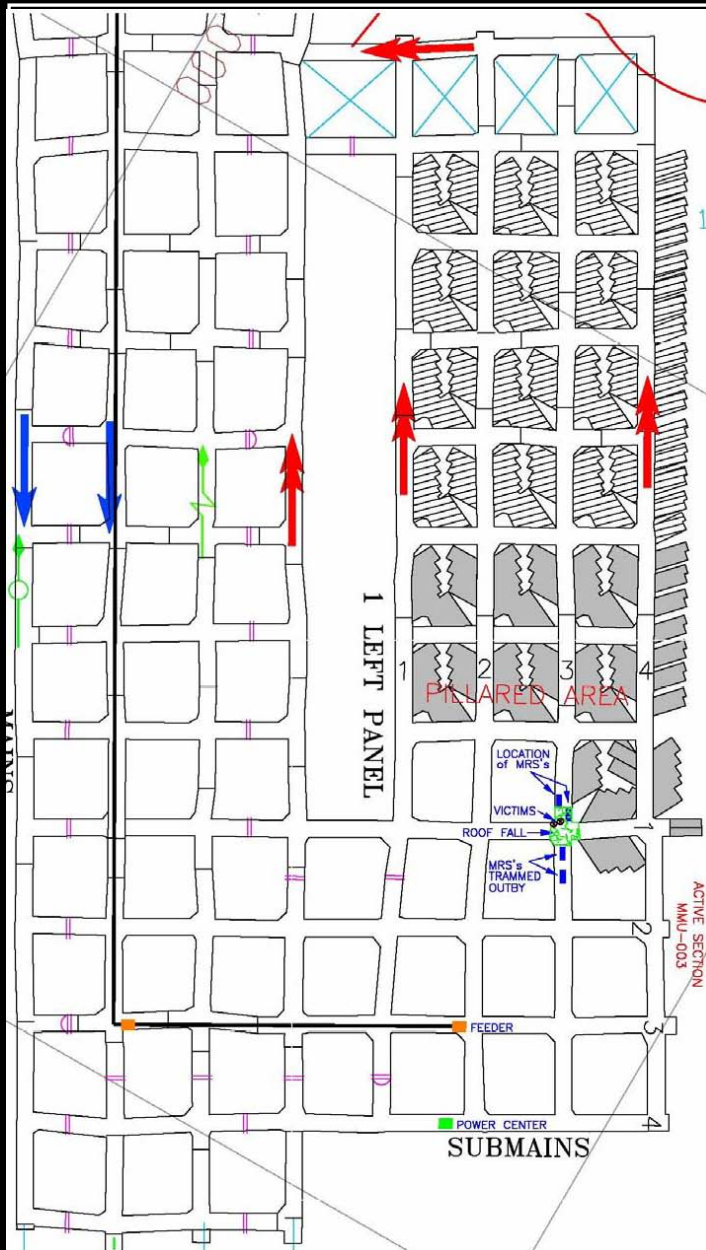 1
1 LEFT PANEL
1
2
3
4
PILLARED AREA
MAINS
LOCATION
of MRS's
VICTIMS
ROOF FALL
MRS's
TRAMMED
OUTBY
1
2
3
4
ACTIVE SECTION
MMU-003
FEEDER
POWER CENTER
SUBMAINS